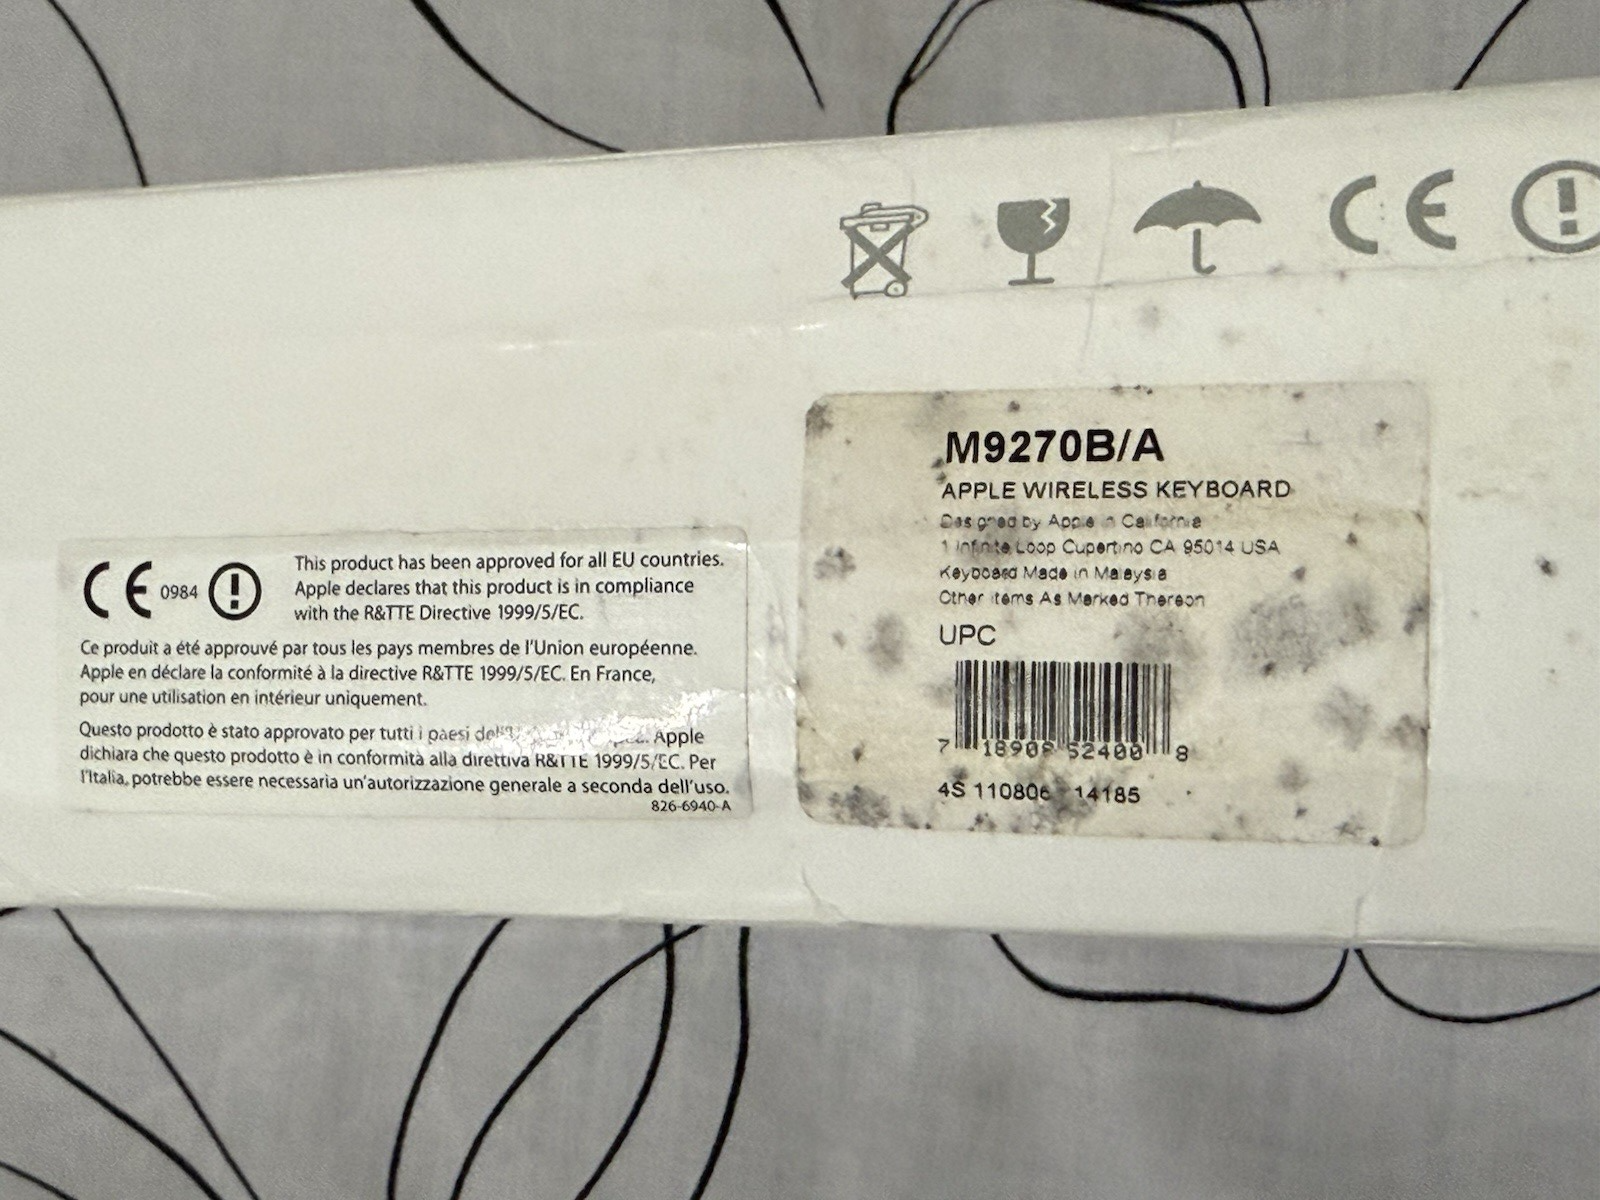 CE 0984
This product has been approved for all EU countries.
Apple declares that this product is in compliance
with the R&TTE Directive 1999/5/EC.
Ce produit a été approuvé par tous les pays membres de l'Union européenne.
Apple en déclare la conformité à la directive R&TTE 1999/5/EC. En France,
pour une utilisation en intérieur uniquement.
Questo prodotto è stato approvato per tutti i paesi Apple
dichiara che questo prodotto è in conformità alla direttiva R&TTE 1999/5/EC. Per
l'Italia, potrebbe essere necessaria un'autorizzazione generale a seconda dell'uso.
826-6940-A
CE
M9270B/A
APPLE WIRELESS KEYBOARD
Designed by Apple in California
1 Infinite Loop Cupertino CA 95014 USA
Keyboard Made in Malaysia
Other items As Marked Thereon
UPC
7 18908 52400 8
4S 110806 14185